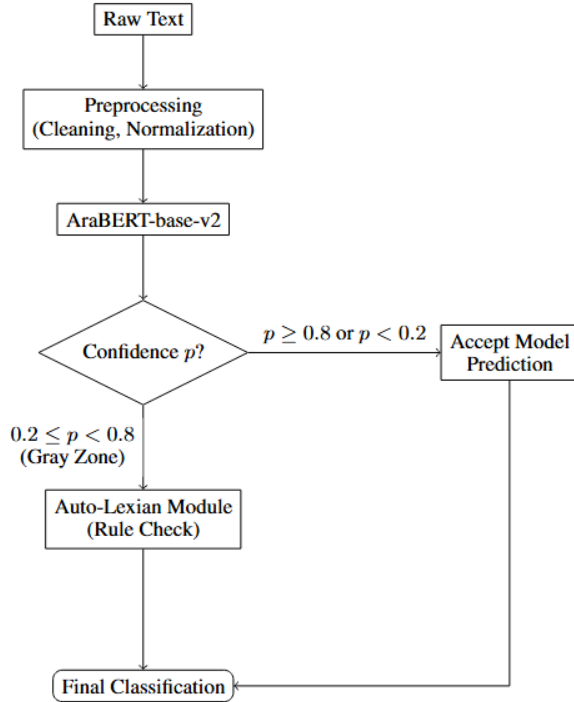 Raw Text
Preprocessing
(Cleaning, Normalization)
AraBERT-base-v2
Confidence p?
p ≥ 0.8 or p < 0.2
Accept Model
Prediction
0.2 ≤ p < 0.8
(Gray Zone)
Auto-Lexian Module
(Rule Check)
Final Classification